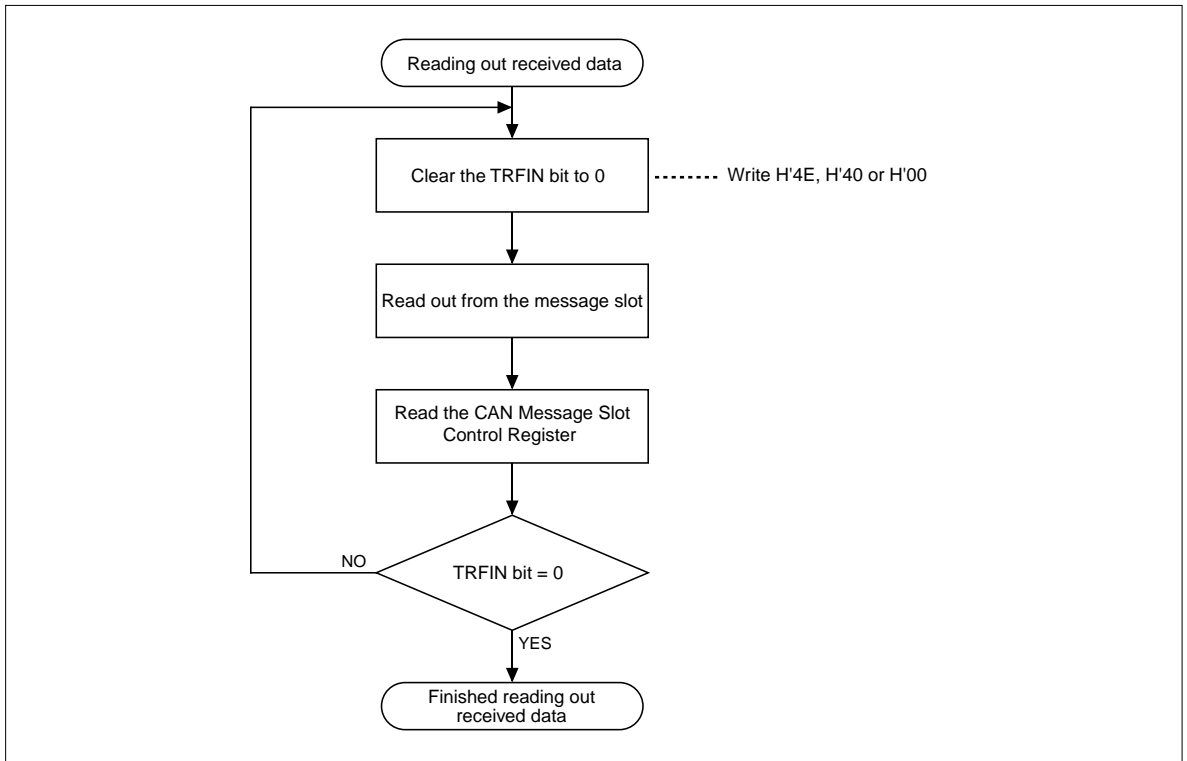 Reading out received data
Clear the TRFIN bit to 0
Write H'4E, H'40 or H'00
Read out from the message slot
Read the CAN Message Slot
Control Register
NO
TRFIN bit = 0
YES
Finished reading out
received data